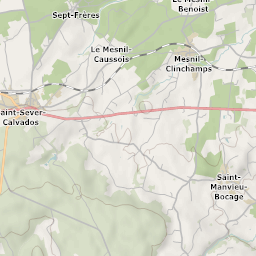 Le Mesnil-
Benoist
Sept-Frères
Le Mesnil-
Caussois
Mesnil-
Clinchamps
Saint-Sever-
Calvados
Saint-
Manvieu-
Bocage